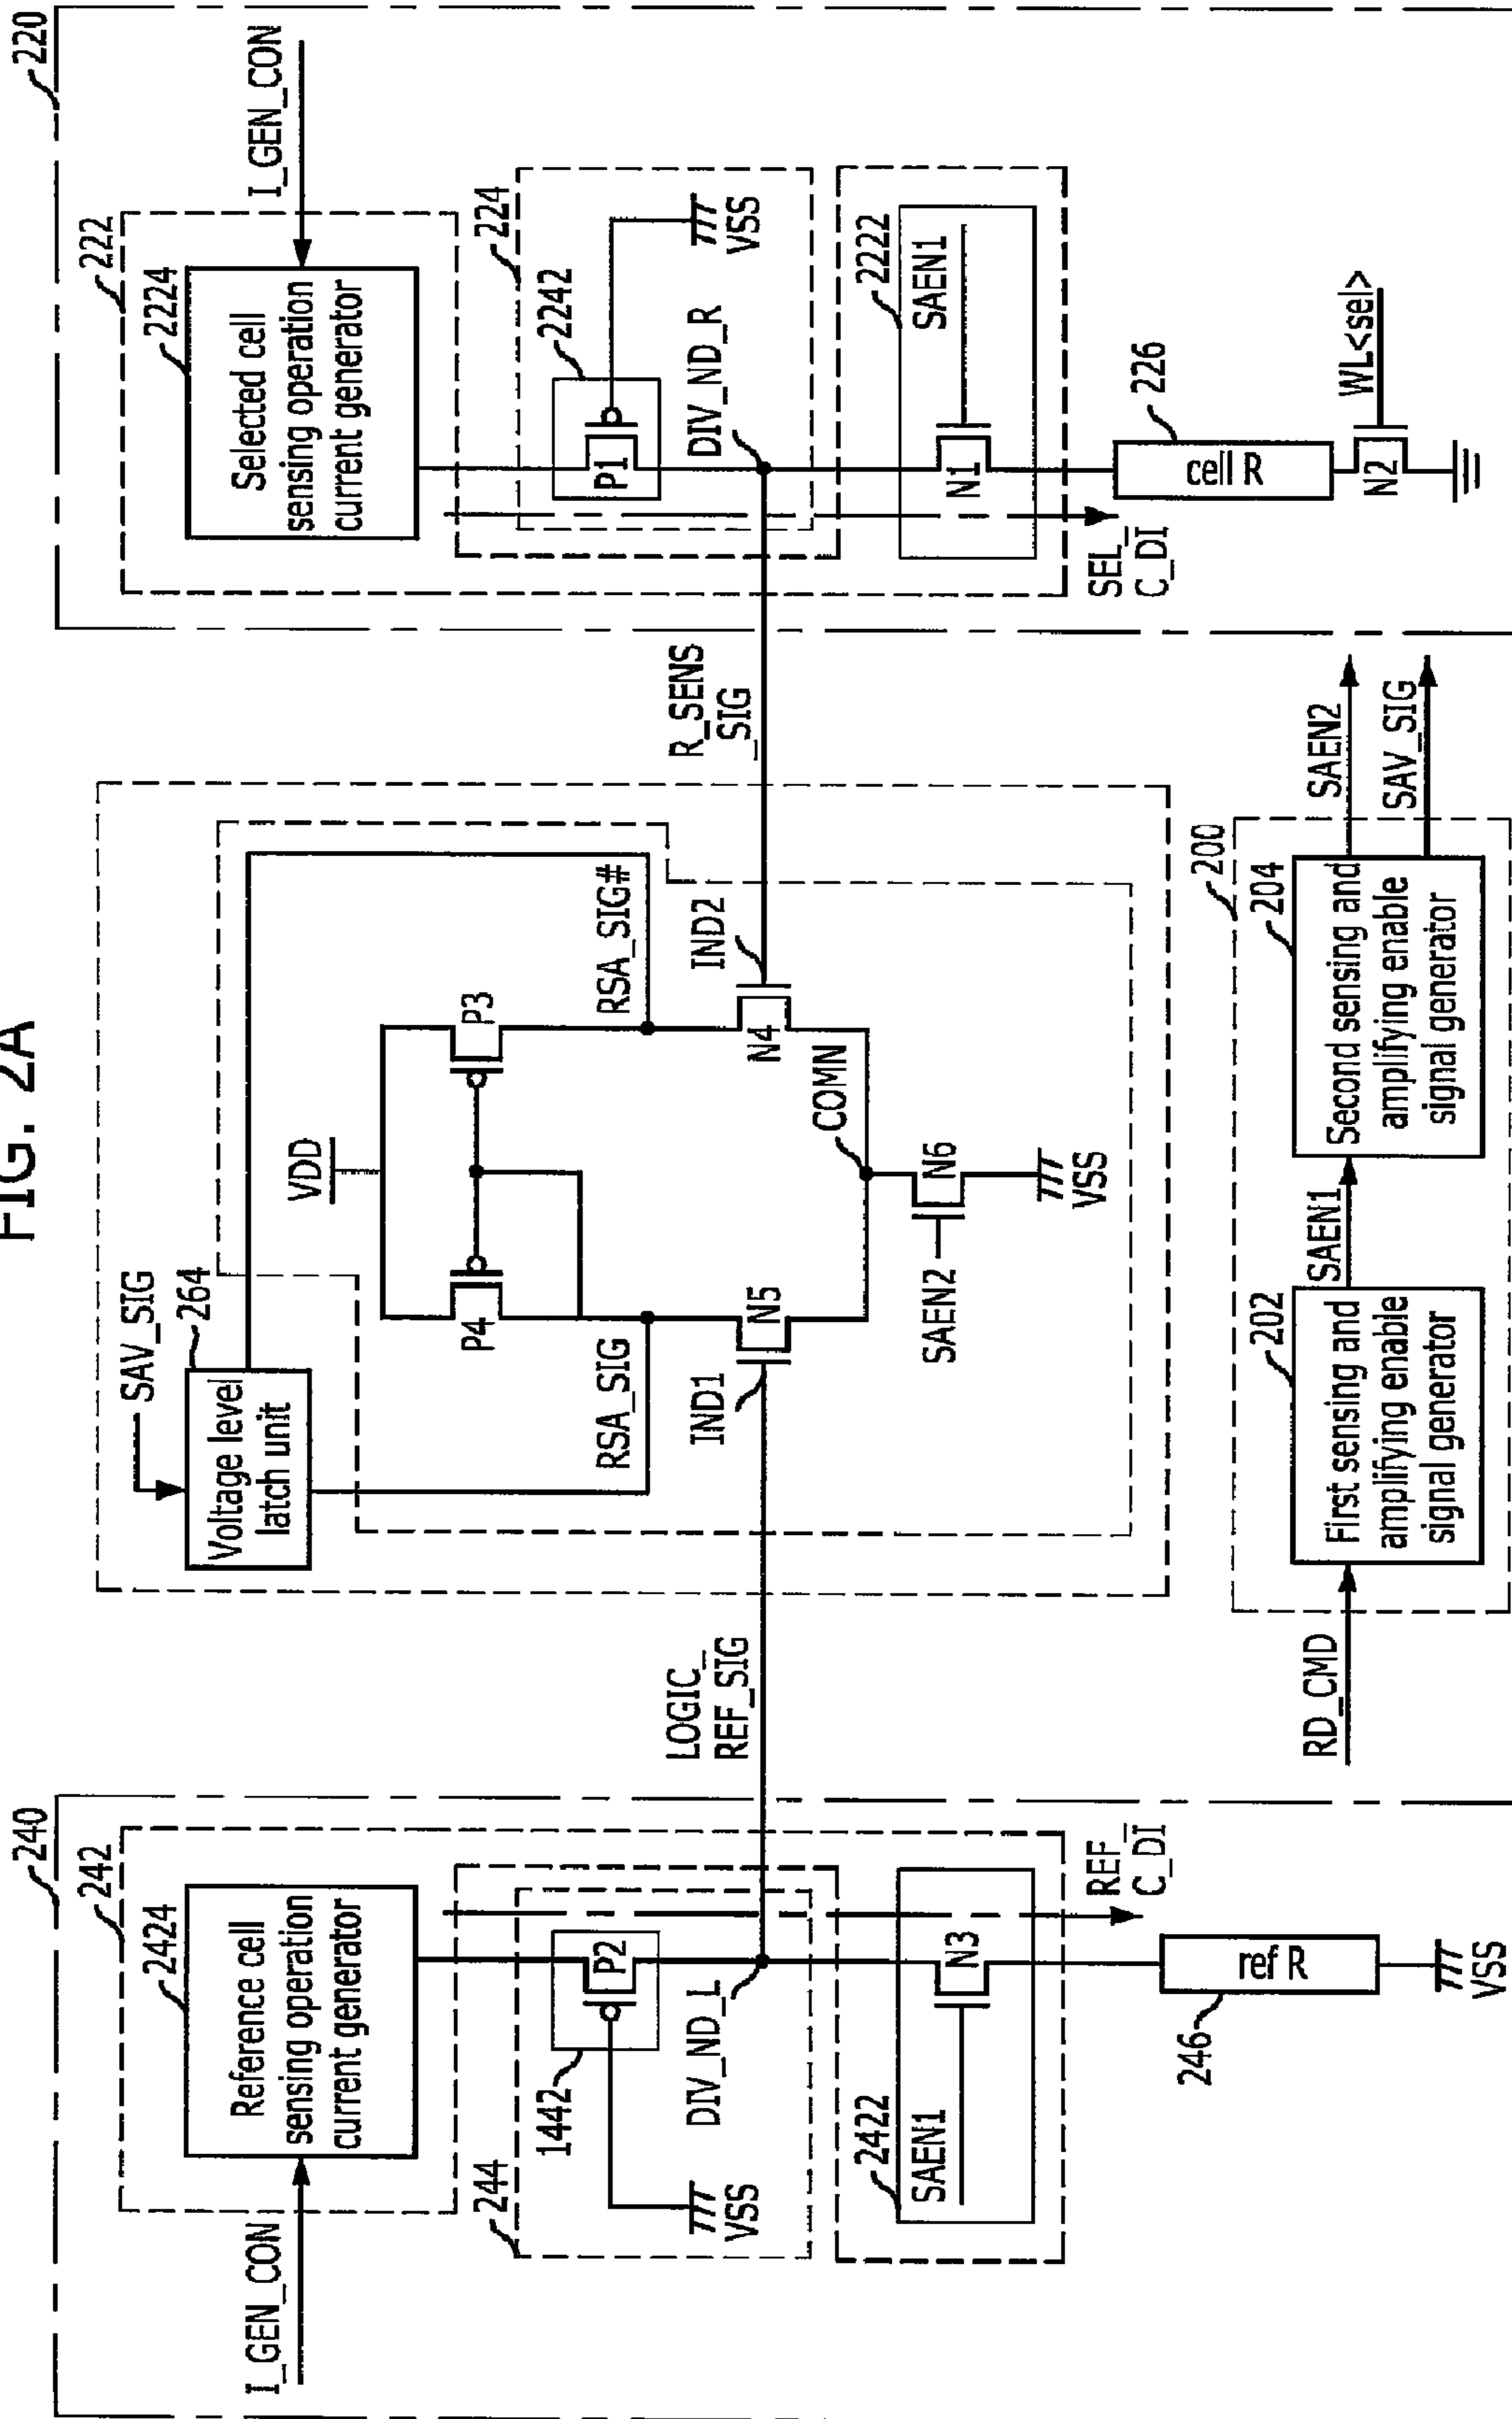 FIG. 2A
240
242
2424
Reference cell
sensing operation
current generator
I_GEN_CON
244
1442
P2
VSS
DIV_ND_L
2422
SAEN1
N3
REF_
C_DI
246
ref R
VSS
LOGIC_
REF_SIG
SAV_SIG
264
Voltage level
latch unit
VDD
P4
P3
RSA_SIG
RSA_SIG#
IND1
IND2
N5
N4
COMN
SAEN2
N6
VSS
R_SENS
_SIG
220
222
2224
Selected cell
sensing operation
current generator
I_GEN_CON
224
2242
P1
VSS
DIV_ND_R
2222
SAEN1
N1
SEL_
C_DI
226
cell R
WL<sel>
N2
200
RD_CMD
202
First sensing and
amplifying enable
signal generator
SAEN1
204
Second sensing and
amplifying enable
signal generator
SAEN2
SAV_SIG